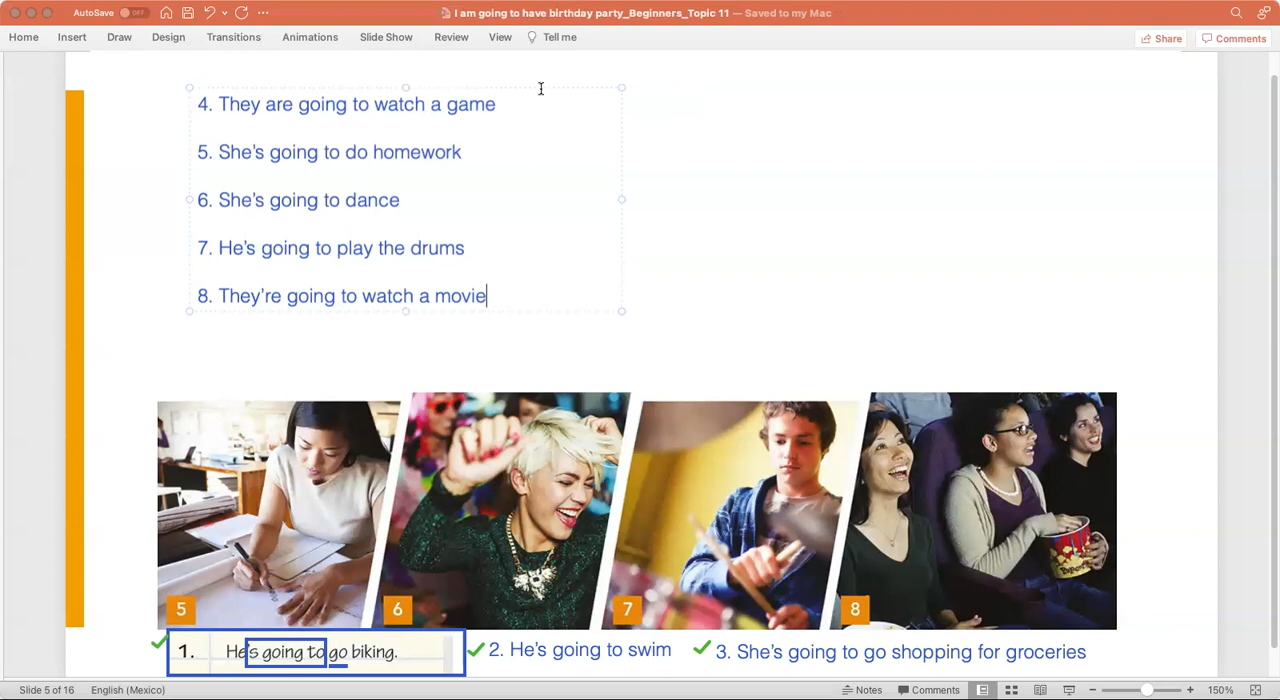 AutoSave OFF
I am going to have birthday party_Beginners_Topic 11 — Saved to my Mac
Home Insert Draw Design Transitions Animations Slide Show Review View Tell me Share Comments
4. They are going to watch a game
5. She's going to do homework
6. She's going to dance
7. He's going to play the drums
8. They're going to watch a movie
5 6 7 8
1. He's going to go biking. 2. He's going to swim 3. She's going to go shopping for groceries
Slide 5 of 16 English (Mexico) Notes Comments 150%